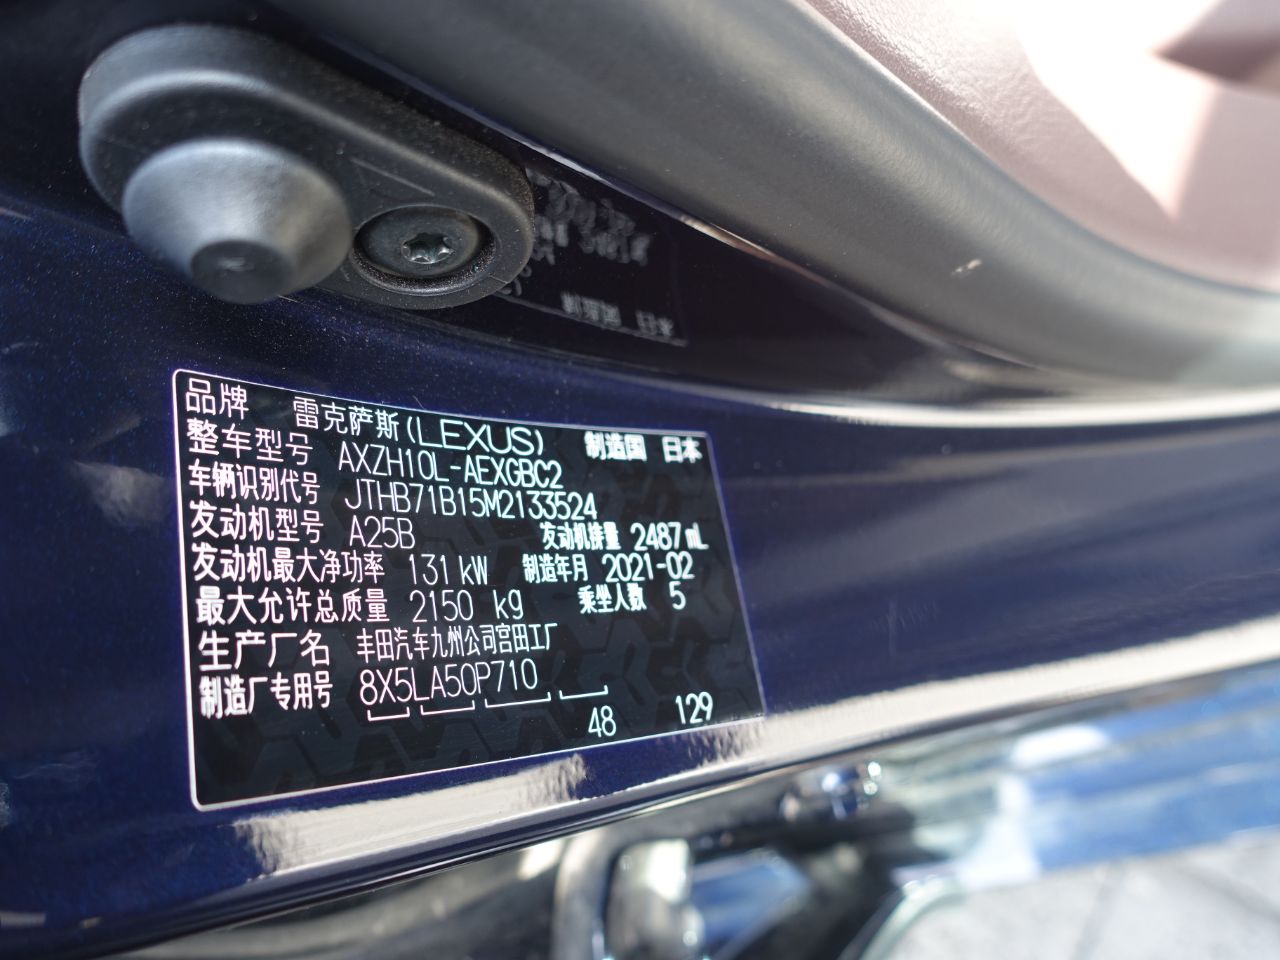 品牌 雷克萨斯(LEXUS) 制造国 日本
整车型号 AXZH10L-AEXGBC2
车辆识别代号 JTHB71B15M2133524
发动机型号 A25B 发动机排量 2487mL
发动机最大净功率 131kW 制造年月 2021-02
最大允许总质量 2150 kg 乘坐人数 5
生产厂名 丰田汽车九州公司宫田工厂
制造厂专用号 8X5LA50P710
48 129